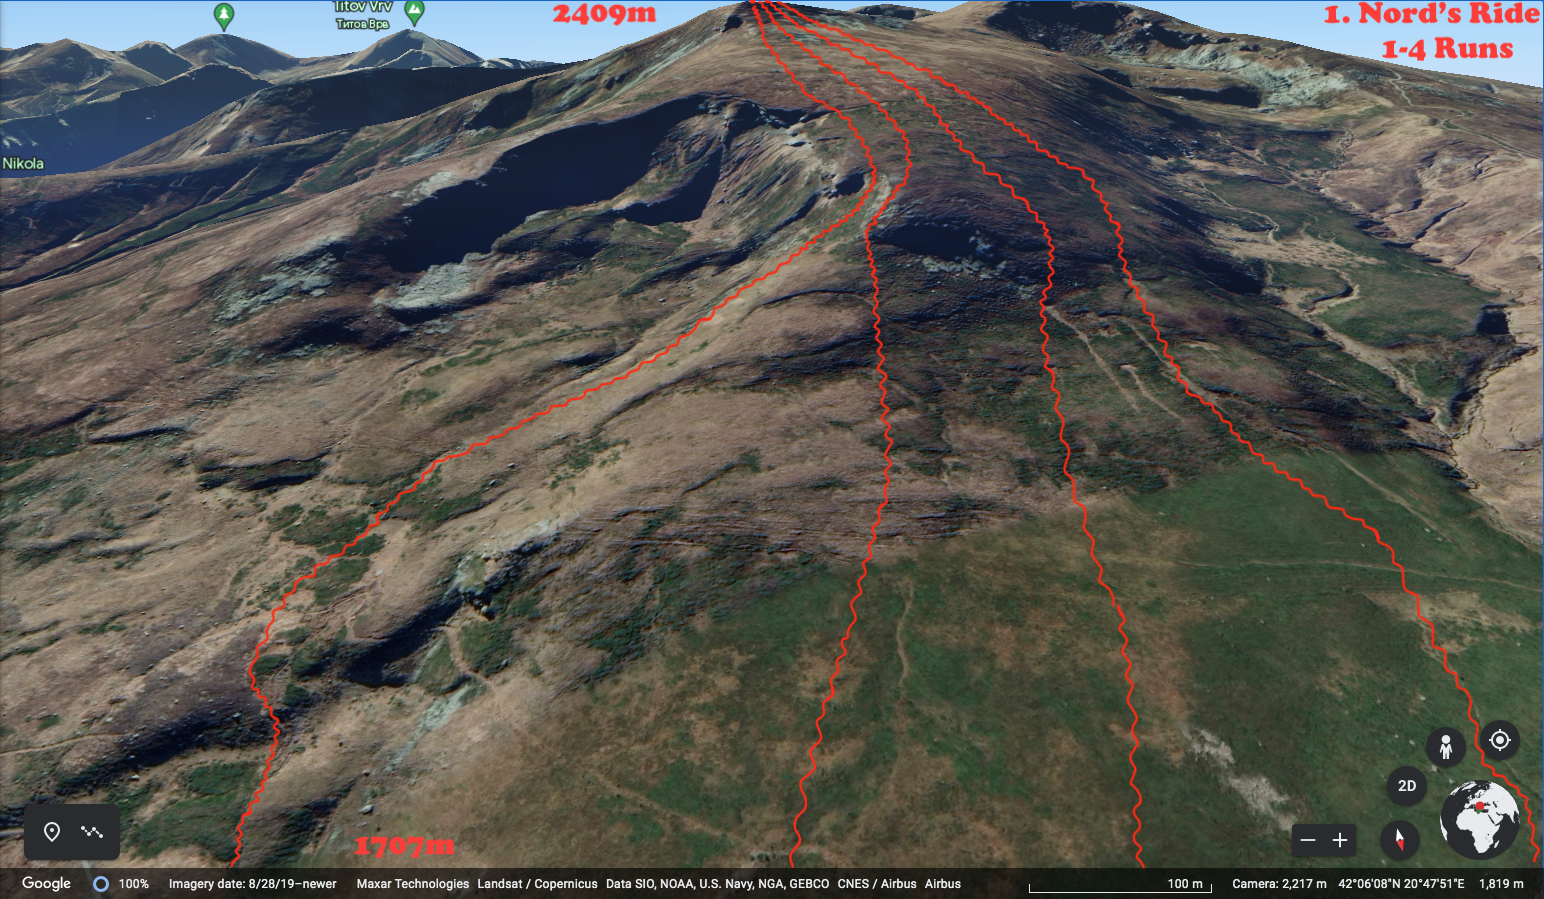 Titov Vrv
Титов Врв
2409m
1. Nord's Ride
1-4 Runs
Nikola
2D
1707m
Google
100%
Imagery date: 8/28/19–newer
Maxar Technologies Landsat / Copernicus Data SIO, NOAA, U.S. Navy, NGA, GEBCO CNES / Airbus Airbus
100 m
Camera: 2,217 m 42°06'08"N 20°47'51"E 1,819 m